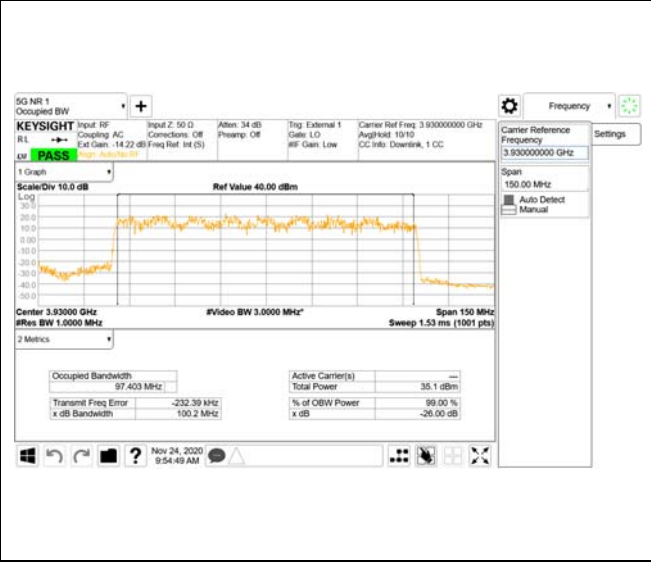 5G NR 1
Occupied BW
+
Frequency
KEYSIGHT Input: RF Input Z: 50 Ω Atten: 34 dB Trig: External 1 Carrier Ref Freq: 3.930000000 GHz
RL Coupling: AC Corrections: Off Preamp: Off Gate: LO Avg|Hold: 10/10
Ext Gain: -14.22 dB Freq Ref: Int (S) #IF Gain: Low CC Info: Downlink, 1 CC
PASS Align: Auto/No RF
Carrier Reference
Frequency
3.930000000 GHz
Settings
Span
150.00 MHz
Auto Detect
Manual
1 Graph
Scale/Div 10.0 dB Ref Value 40.00 dBm
Log
30.0
20.0
10.0
0.00
-10.0
-20.0
-30.0
-40.0
-50.0
Center 3.93000 GHz #Video BW 3.0000 MHz* Span 150 MHz
#Res BW 1.0000 MHz Sweep 1.53 ms (1001 pts)
2 Metrics
Occupied Bandwidth Active Carrier(s) ---
97.403 MHz Total Power 35.1 dBm
Transmit Freq Error -232.39 kHz % of OBW Power 99.00 %
x dB Bandwidth 100.2 MHz x dB -26.00 dB
? Nov 24, 2020
9:54:49 AM